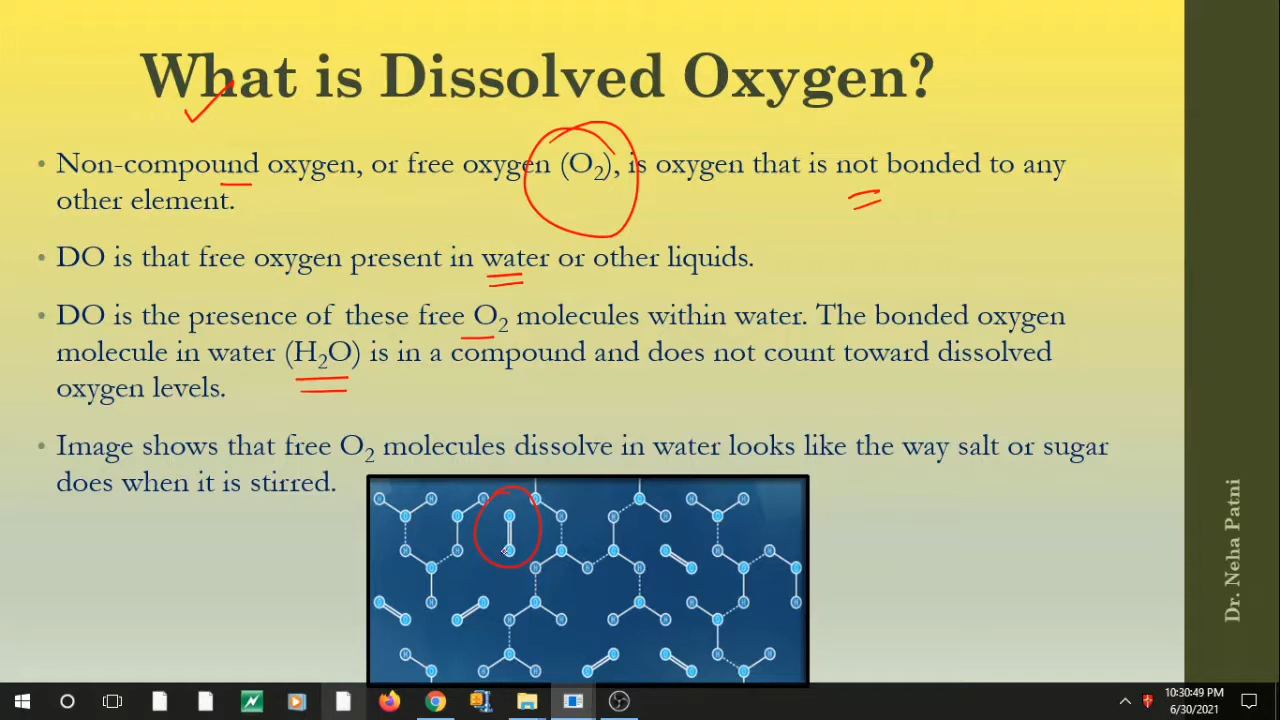 What is Dissolved Oxygen?
• Non-compound oxygen, or free oxygen (O₂), is oxygen that is not bonded to any
other element.
• DO is that free oxygen present in water or other liquids.
• DO is the presence of these free O₂ molecules within water. The bonded oxygen
molecule in water (H₂O) is in a compound and does not count toward dissolved
oxygen levels.
• Image shows that free O₂ molecules dissolve in water looks like the way salt or sugar
does when it is stirred.
Dr. Neha Patni
10:30:49 PM
6/30/2021